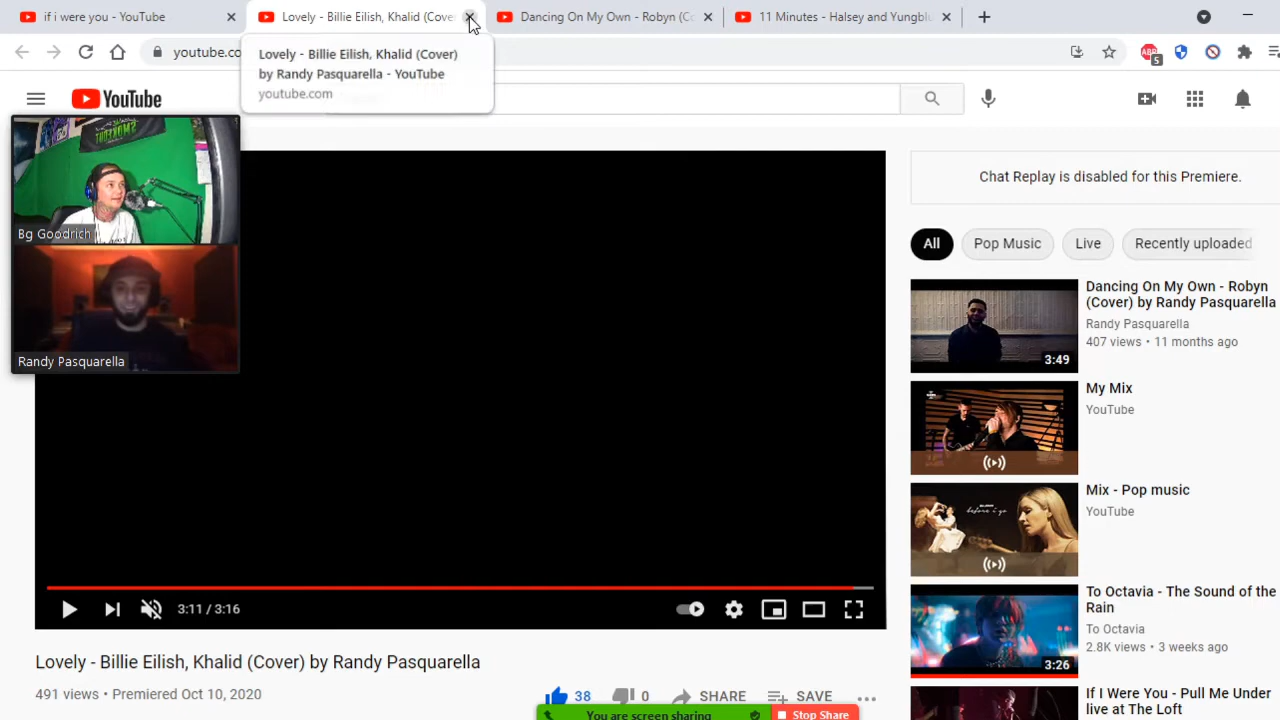 if i were you - YouTube
Lovely - Billie Eilish, Khalid (Cove
Dancing On My Own - Robyn (Co
11 Minutes - Halsey and Yungblu
youtube.co
Lovely - Billie Eilish, Khalid (Cover)
by Randy Pasquarella - YouTube
youtube.com
5
YouTube
SMOKEOUT
Bg Goodrich
Randy Pasquarella
3:11 / 3:16
Lovely - Billie Eilish, Khalid (Cover) by Randy Pasquarella
491 views • Premiered Oct 10, 2020
38
0
SHARE
SAVE
You are screen sharing
Stop Share
Chat Replay is disabled for this Premiere.
All
Pop Music
Live
Recently uploaded
3:49
Dancing On My Own - Robyn
(Cover) by Randy Pasquarella
Randy Pasquarella
407 views • 11 months ago
My Mix
YouTube
before i go
Mix - Pop music
YouTube
3:26
To Octavia - The Sound of the
Rain
To Octavia
2.8K views • 3 weeks ago
If I Were You - Pull Me Under
live at The Loft